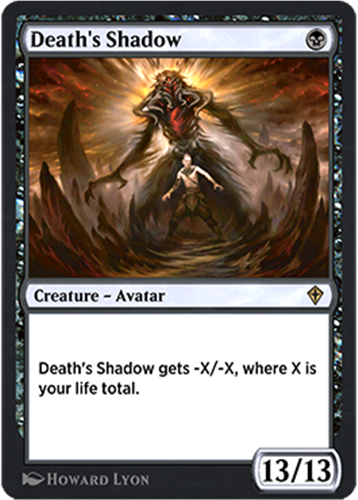 Death's Shadow
Creature – Avatar
Death's Shadow gets -X/-X, where X is
your life total.
Howard Lyon
13/13